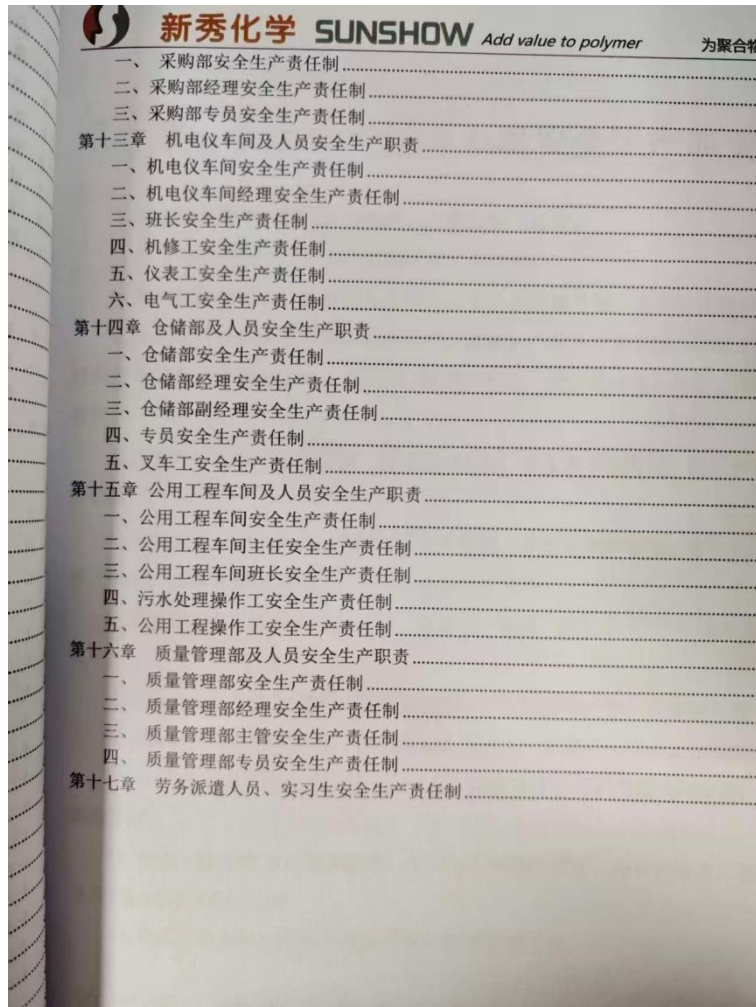 新秀化学 SUNSHOW Add value to polymer 为聚合物
一、 采购部安全生产责任制
二、采购部经理安全生产责任制
三、采购部专员安全生产责任制
第十三章 机电仪车间及人员安全生产职责
一、机电仪车间安全生产责任制
二、机电仪车间经理安全生产责任制
三、班长安全生产责任制
四、机修工安全生产责任制
五、仪表工安全生产责任制
六、电气工安全生产责任制
第十四章 仓储部及人员安全生产职责
一、仓储部安全生产责任制
二、仓储部经理安全生产责任制
三、仓储部副经理安全生产责任制
四、专员安全生产责任制
五、叉车工安全生产责任制
第十五章 公用工程车间及人员安全生产职责
一、公用工程车间安全生产责任制
二、公用工程车间主任安全生产责任制
三、公用工程车间班长安全生产责任制
四、污水处理操作工安全生产责任制
五、公用工程操作工安全生产责任制
第十六章 质量管理部及人员安全生产职责
一、 质量管理部安全生产责任制
二、 质量管理部经理安全生产责任制
三、 质量管理部主管安全生产责任制
四、 质量管理部专员安全生产责任制
第十七章 劳务派遣人员、实习生安全生产责任制